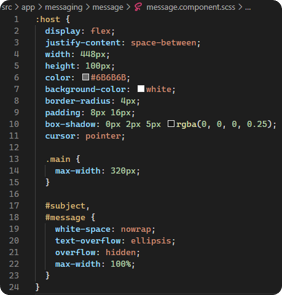 src > app > messaging > message > message.component.scss > ...
1 :host {
2 display: flex;
3 justify-content: space-between;
4 width: 448px;
5 height: 100px;
6 color: #6B6B6B;
7 background-color: white;
8 border-radius: 4px;
9 padding: 8px 16px;
10 box-shadow: 0px 2px 5px rgba(0, 0, 0, 0.25);
11 cursor: pointer;
12
13 .main {
14 max-width: 320px;
15 }
16
17 #subject,
18 #message {
19 white-space: nowrap;
20 text-overflow: ellipsis;
21 overflow: hidden;
22 max-width: 100%;
23 }
24 }